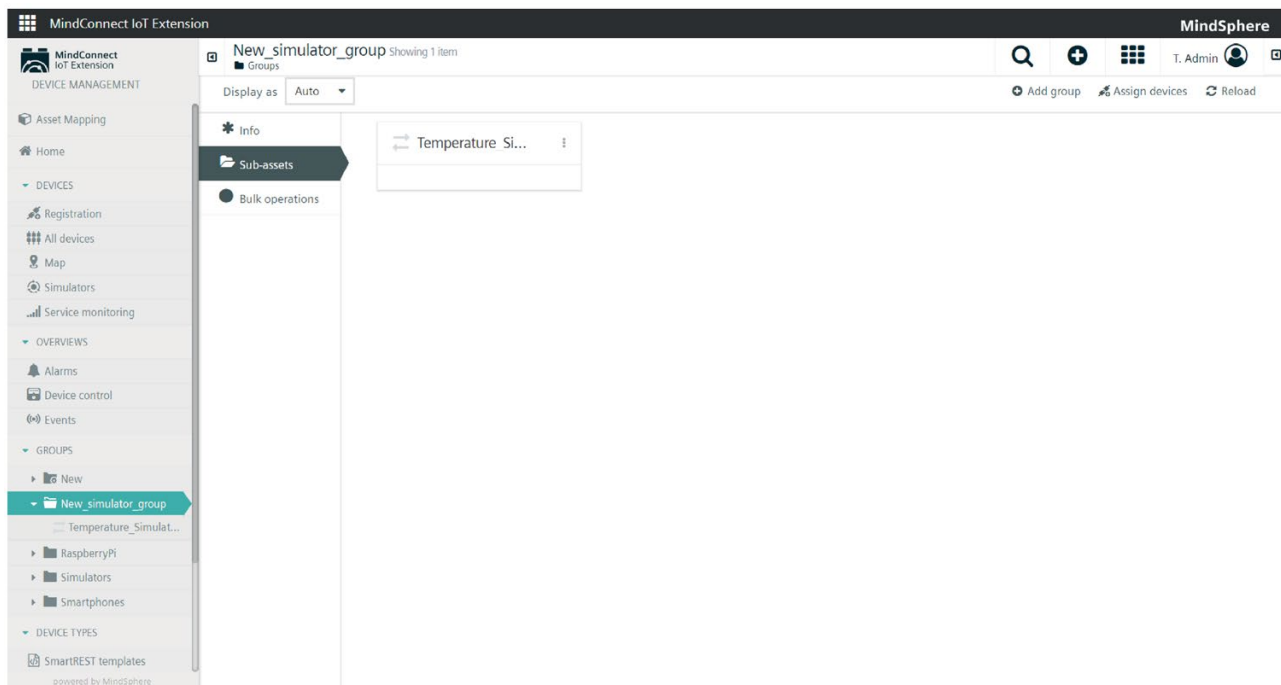 MindConnect IoT Extension
MindSphere
MindConnect
IoT Extension
DEVICE MANAGEMENT
Asset Mapping
Home
DEVICES
Registration
All devices
Map
Simulators
Service monitoring
OVERVIEWS
Alarms
Device control
Events
GROUPS
New
New_simulator_group
Temperature_Simulat...
RaspberryPi
Simulators
Smartphones
DEVICE TYPES
SmartREST templates
powered by MindSphere
New_simulator_group Showing 1 item
Groups
T. Admin
Display as Auto
Add group Assign devices Reload
Info
Sub-assets
Bulk operations
Temperature_Si...